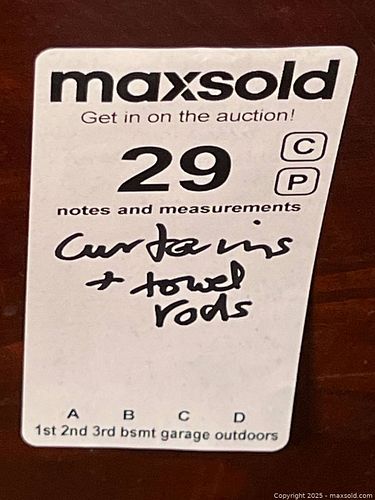 maxsold
Get in on the auction!
29
C
P
notes and measurements
curtains
+ towel
rods
A B C D
1st 2nd 3rd bsmt garage outdoors
Copyright 2025 - maxsold.com